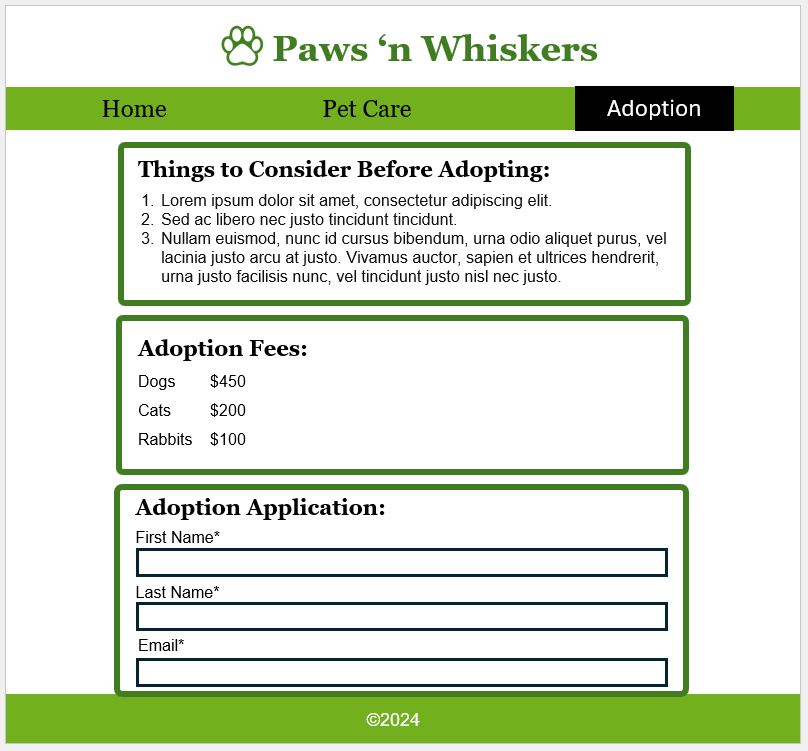 Paws ‘n Whiskers
Home Pet Care Adoption
Things to Consider Before Adopting:
1. Lorem ipsum dolor sit amet, consectetur adipiscing elit.
2. Sed ac libero nec justo tincidunt tincidunt.
3. Nullam euismod, nunc id cursus bibendum, urna odio aliquet purus, vel
lacinia justo arcu at justo. Vivamus auctor, sapien et ultrices hendrerit,
urna justo facilisis nunc, vel tincidunt justo nisl nec justo.
Adoption Fees:
Dogs $450
Cats $200
Rabbits $100
Adoption Application:
First Name*
Last Name*
Email*
©2024